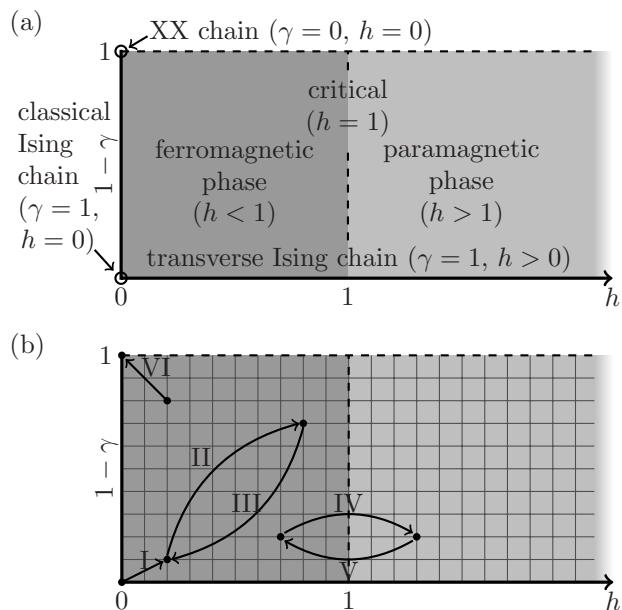 (a)
XX chain (γ = 0, h = 0)
1
classical
Ising
chain
(γ = 1,
h = 0)
1 − γ
critical
(h = 1)
ferromagnetic
phase
(h < 1)
paramagnetic
phase
(h > 1)
transverse Ising chain (γ = 1, h > 0)
0
1
h
(b)
1
1 − γ
VI
II
III
IV
I
V
0
1
h